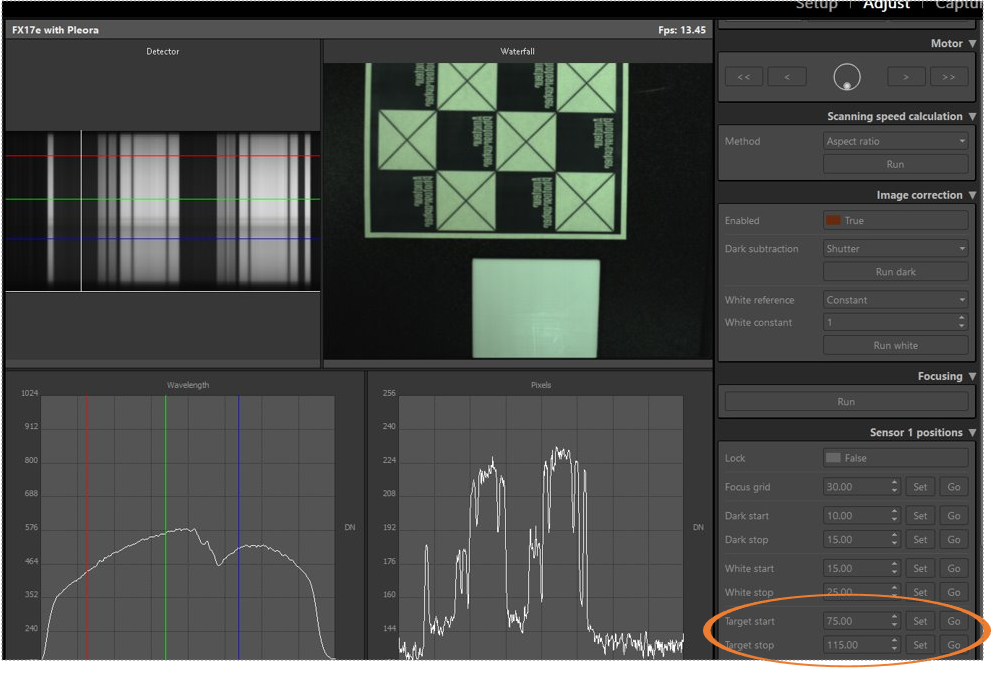 Setup | Adjust | Captu
FX17e with Pleora Fps: 13.45
Detector
Waterfall
Motor
<< < > >>
Scanning speed calculation
Method Aspect ratio
Run
Image correction
Enabled True
Dark subtraction Shutter
Run dark
White reference Constant
White constant 1
Run white
Focusing
Run
Sensor 1 positions
Lock False
Focus grid 30.00 Set Go
Dark start 10.00 Set Go
Dark stop 15.00 Set Go
White start 15.00 Set Go
White stop 25.00 Set Go
Target start 75.00 Set Go
Target stop 115.00 Set Go
Wavelength
1024
912
800
688
576
464
352
240
DN
Pixels
256
240
224
208
192
176
160
144
DN